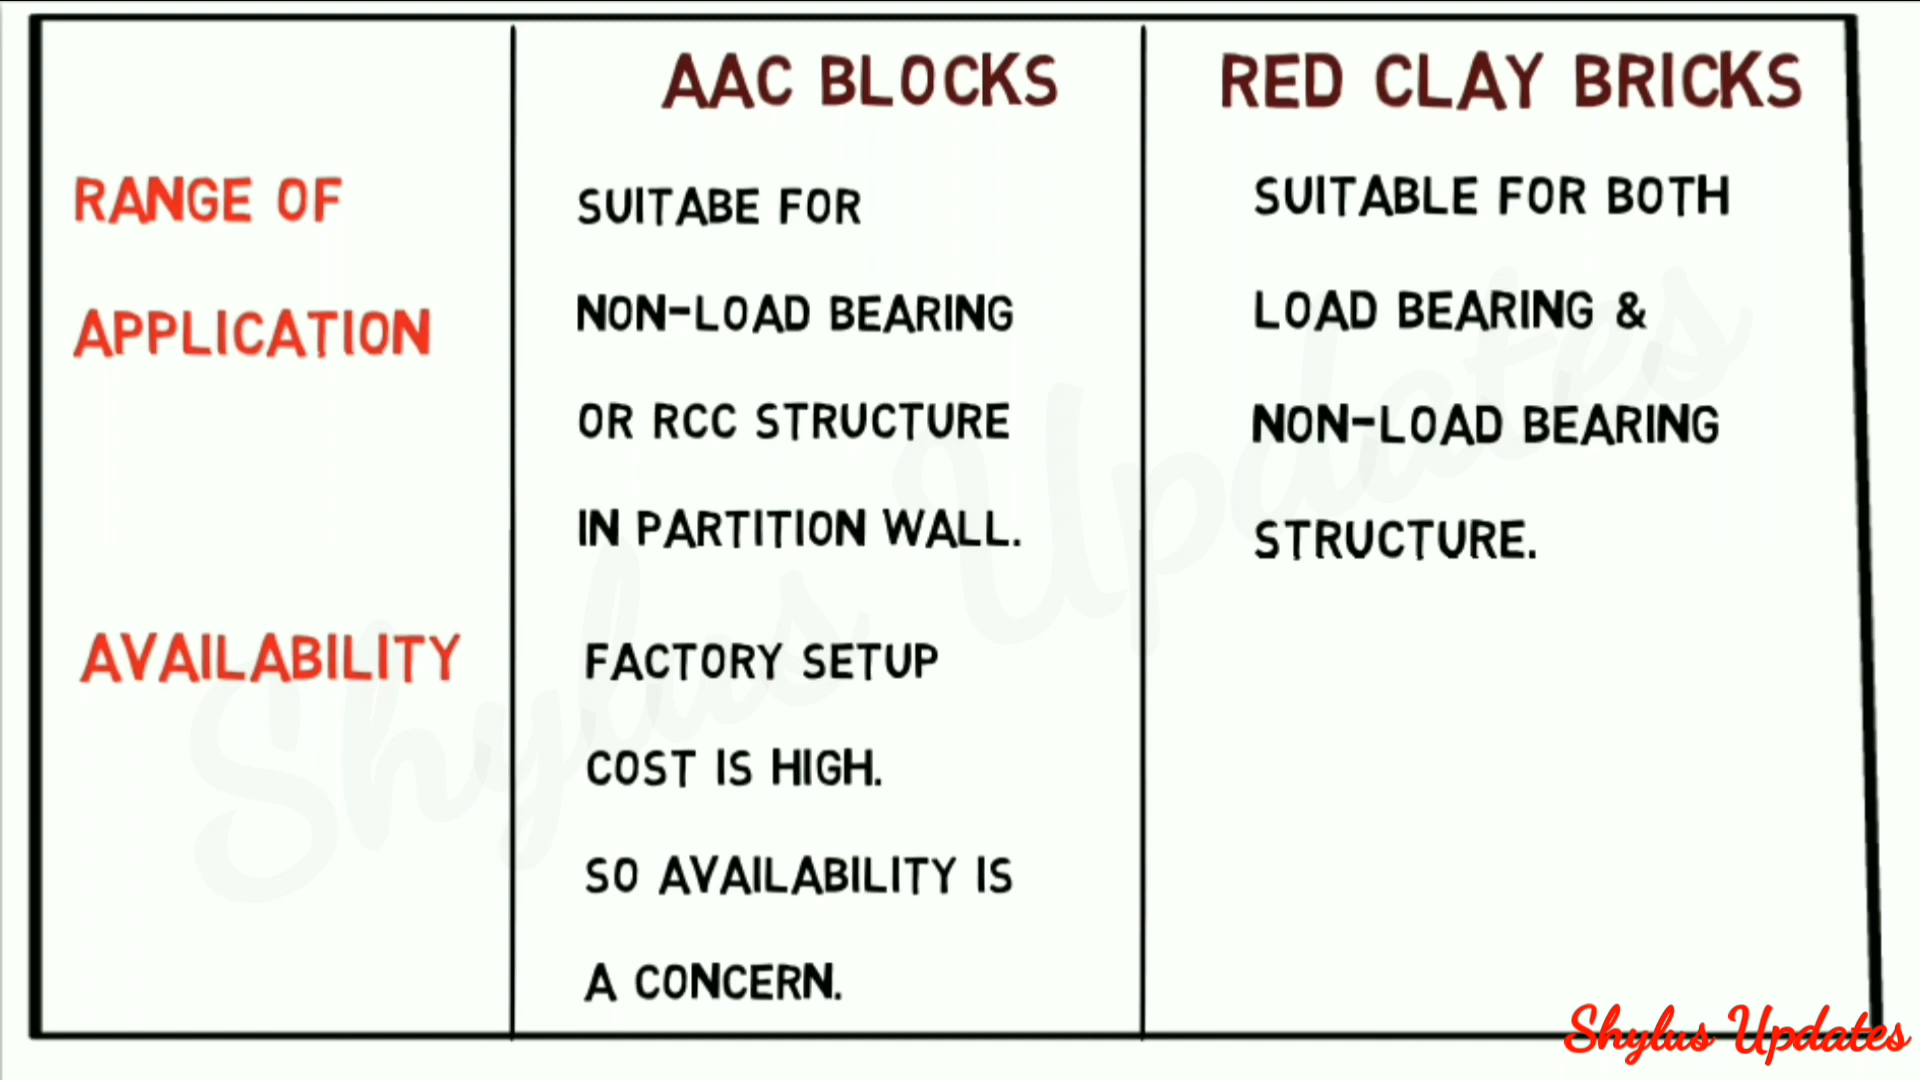 AAC BLOCKS
RED CLAY BRICKS
RANGE OF
APPLICATION
SUITABE FOR
NON-LOAD BEARING
OR RCC STRUCTURE
IN PARTITION WALL.
SUITABLE FOR BOTH
LOAD BEARING &
NON-LOAD BEARING
STRUCTURE.
AVAILABILITY
FACTORY SETUP
COST IS HIGH.
SO AVAILABILITY IS
A CONCERN.
Shylus Updates
Shylus Updates